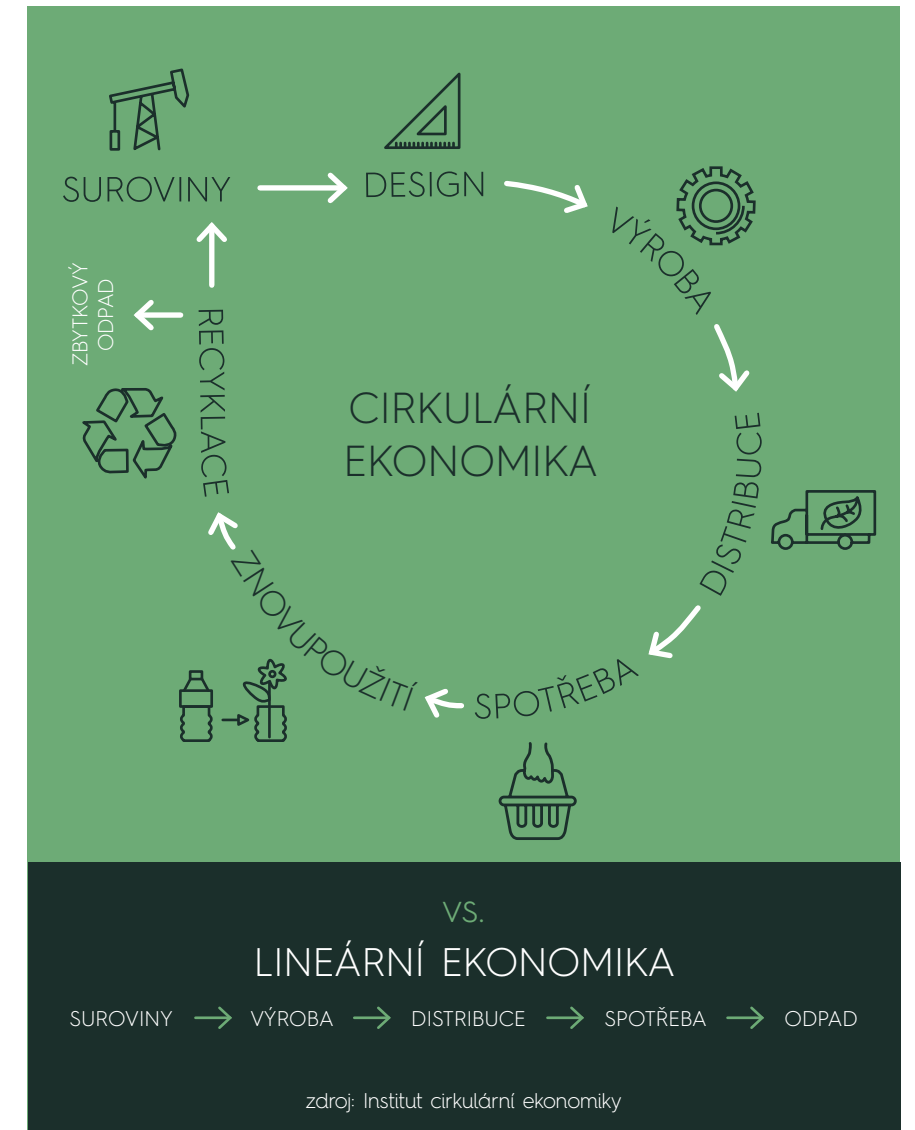 SUROVINY
DESIGN
VÝROBA
DISTRIBUCE
SPOTŘEBA
ZNOVUPOUŽITÍ
RECYKLACE
ZBYTKOVÝ
ODPAD
CIRKULÁRNÍ
EKONOMIKA
VS.
LINEÁRNÍ EKONOMIKA
SUROVINY VÝROBA DISTRIBUCE SPOTŘEBA ODPAD
zdroj: Institut cirkulární ekonomiky